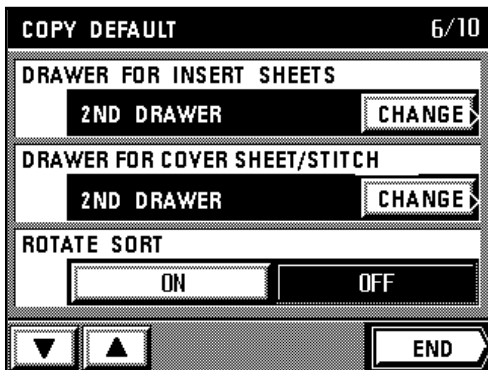 COPY DEFAULT 6/10
DRAWER FOR INSERT SHEETS
2ND DRAWER CHANGE
DRAWER FOR COVER SHEET/STITCH
2ND DRAWER CHANGE
ROTATE SORT
ON OFF
END